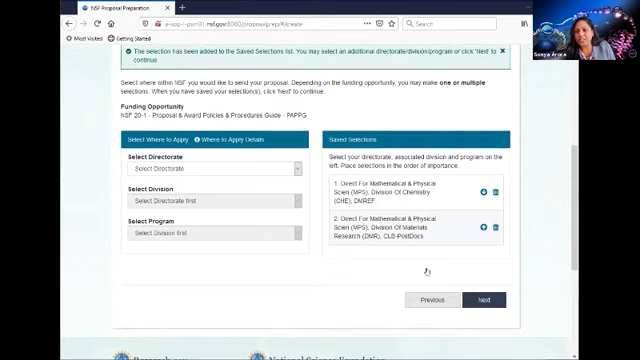 NSF Proposal Preparation
nsf.gov:8080/proposalprep/#/create
Search
Most Visited
Getting Started
The selection has been added to the Saved Selections list. You may select an additional directorate/division/program or click 'Next' to
continue
Select where within NSF you would like to send your proposal. Depending on the funding opportunity, you may make one or multiple
selections. When you have saved your selection(s), click 'Next' to continue.
Funding Opportunity
NSF 20-1 - Proposal & Award Policies & Procedures Guide - PAPPG
Select Where to Apply
Where to Apply Details
Select Directorate
Select Directorate
Select Division
Select Directorate first
Select Program
Select Division first
Saved Selections
Select your directorate, associated division and program on the
left. Place selections in the order of importance.
1. Direct For Mathematical & Physical
Scien (MPS), Division Of Chemistry
(CHE), DMREF
2. Direct For Mathematical & Physical
Scien (MPS), Division Of Materials
Research (DMR), CLB-PostDocs
Previous
Next
National Science Foundation
Sonya Arora